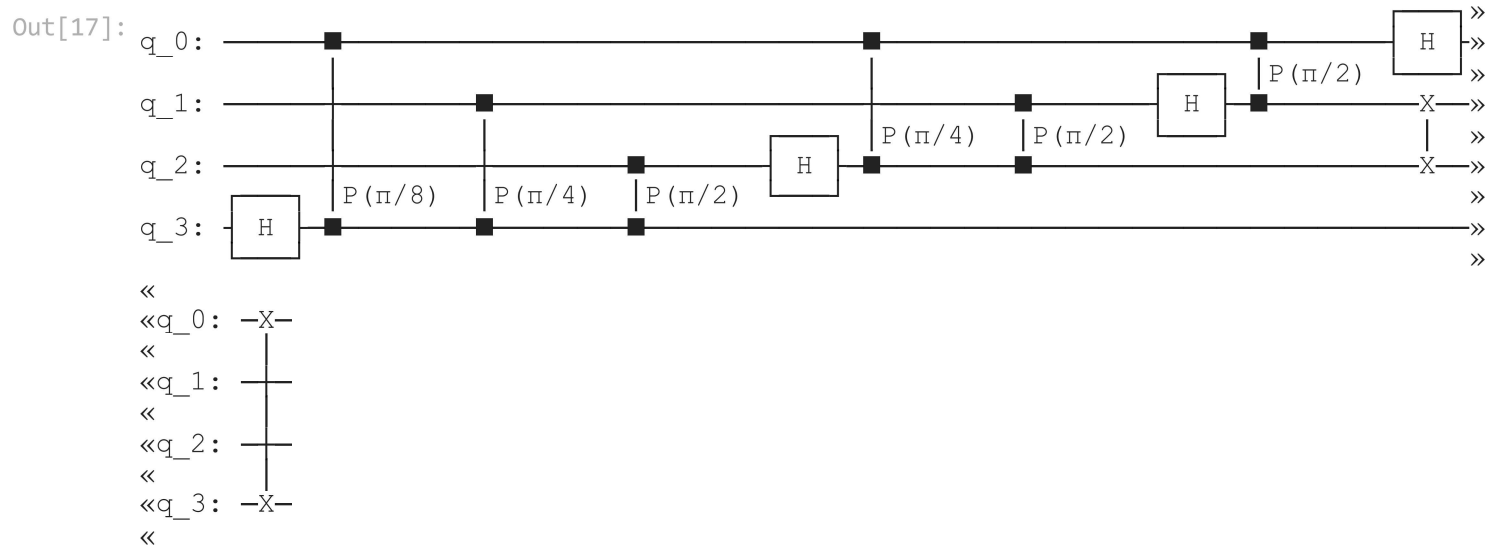 Out[17]:
»
q_0: H »
P(π/2) »
q_1: H X »
P(π/4) P(π/2) »
q_2: H X »
P(π/8) P(π/4) P(π/2) »
q_3: H »
»
«
«q_0: X
«
«q_1:
«
«q_2:
«
«q_3: X
«